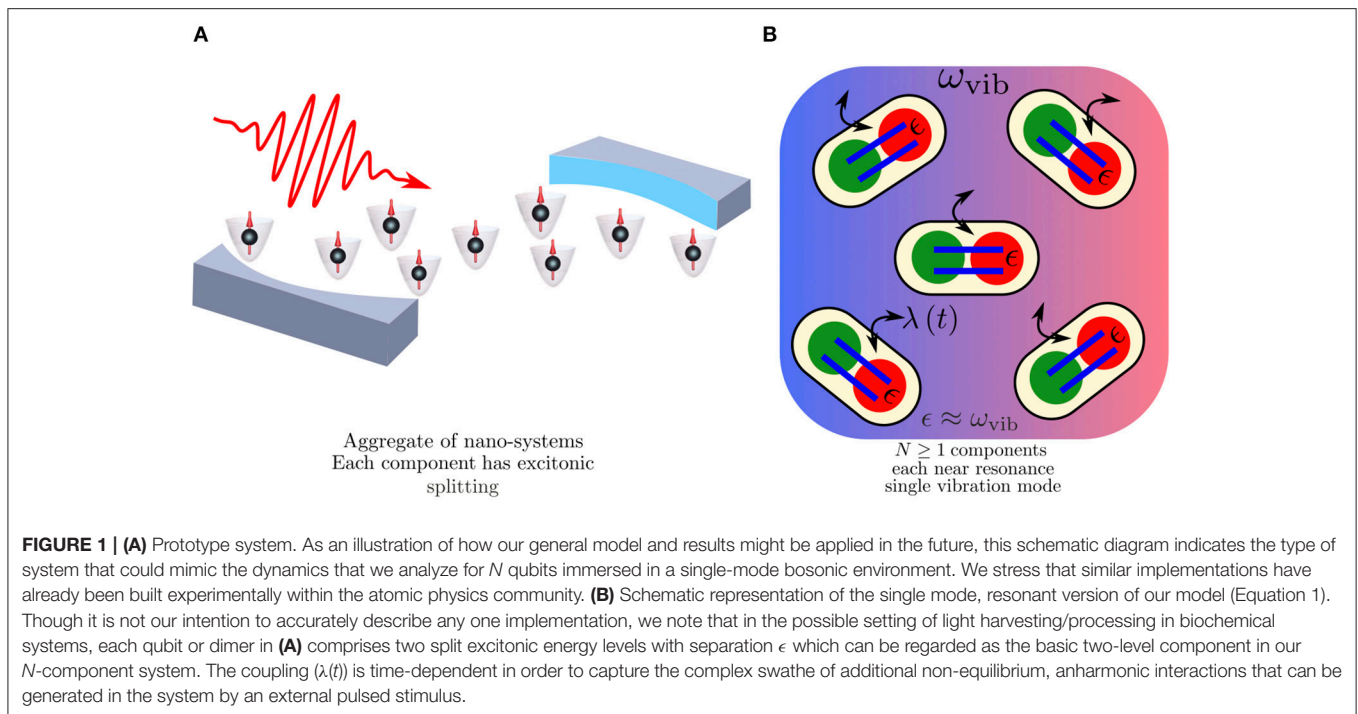 A
B
ω_vib
ϵ
ϵ
ϵ
λ(t)
ϵ
ϵ
ϵ ≈ ω_vib
Aggregate of nano-systems
Each component has excitonic
splitting
N ≥ 1 components
each near resonance
single vibration mode
FIGURE 1 | (A) Prototype system. As an illustration of how our general model and results might be applied in the future, this schematic diagram indicates the type of
system that could mimic the dynamics that we analyze for N qubits immersed in a single-mode bosonic environment. We stress that similar implementations have
already been built experimentally within the atomic physics community. (B) Schematic representation of the single mode, resonant version of our model (Equation 1).
Though it is not our intention to accurately describe any one implementation, we note that in the possible setting of light harvesting/processing in biochemical
systems, each qubit or dimer in (A) comprises two split excitonic energy levels with separation ϵ which can be regarded as the basic two-level component in our
N-component system. The coupling (λ(t)) is time-dependent in order to capture the complex swathe of additional non-equilibrium, anharmonic interactions that can be
generated in the system by an external pulsed stimulus.